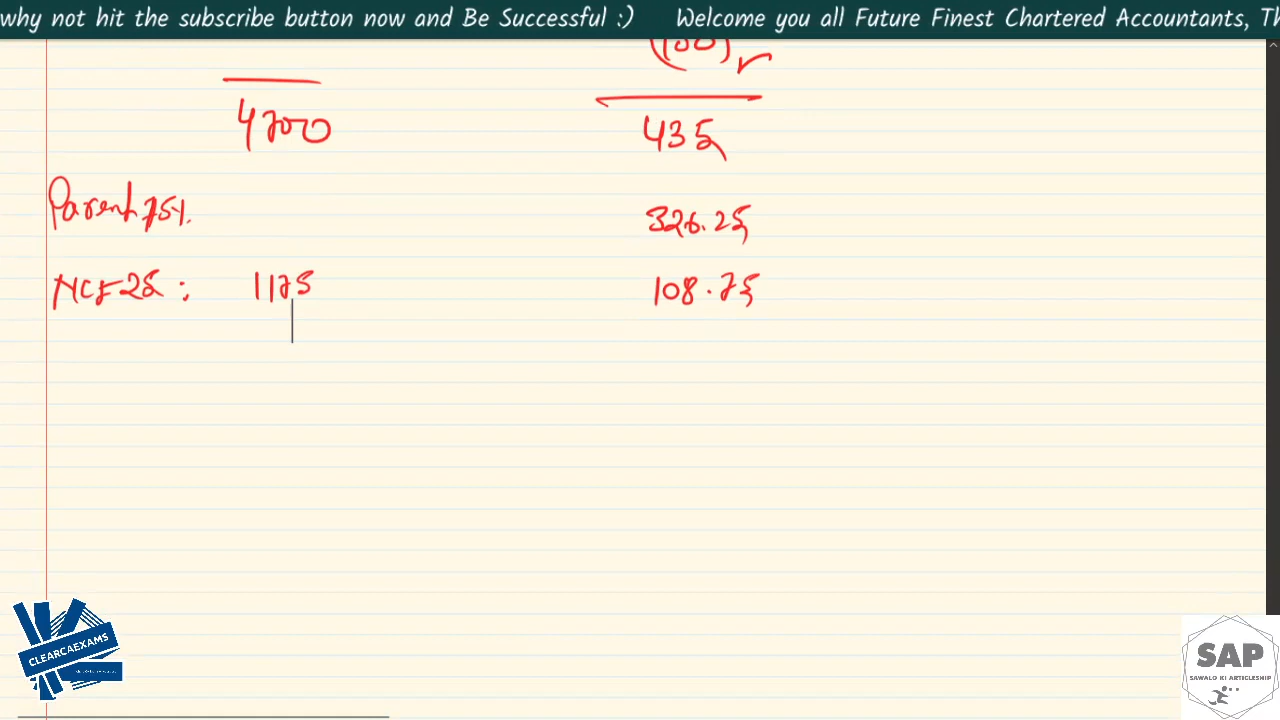 why not hit the subscribe button now and Be Successful :) Welcome you all Future Finest Chartered Accountants, Th
(100)
4700 435
Parent 75%. 326.25
NCI 25 : 1175 108.75
CLEARCAEXAMS
SAP
SAWALO KI ARTICLESHIP